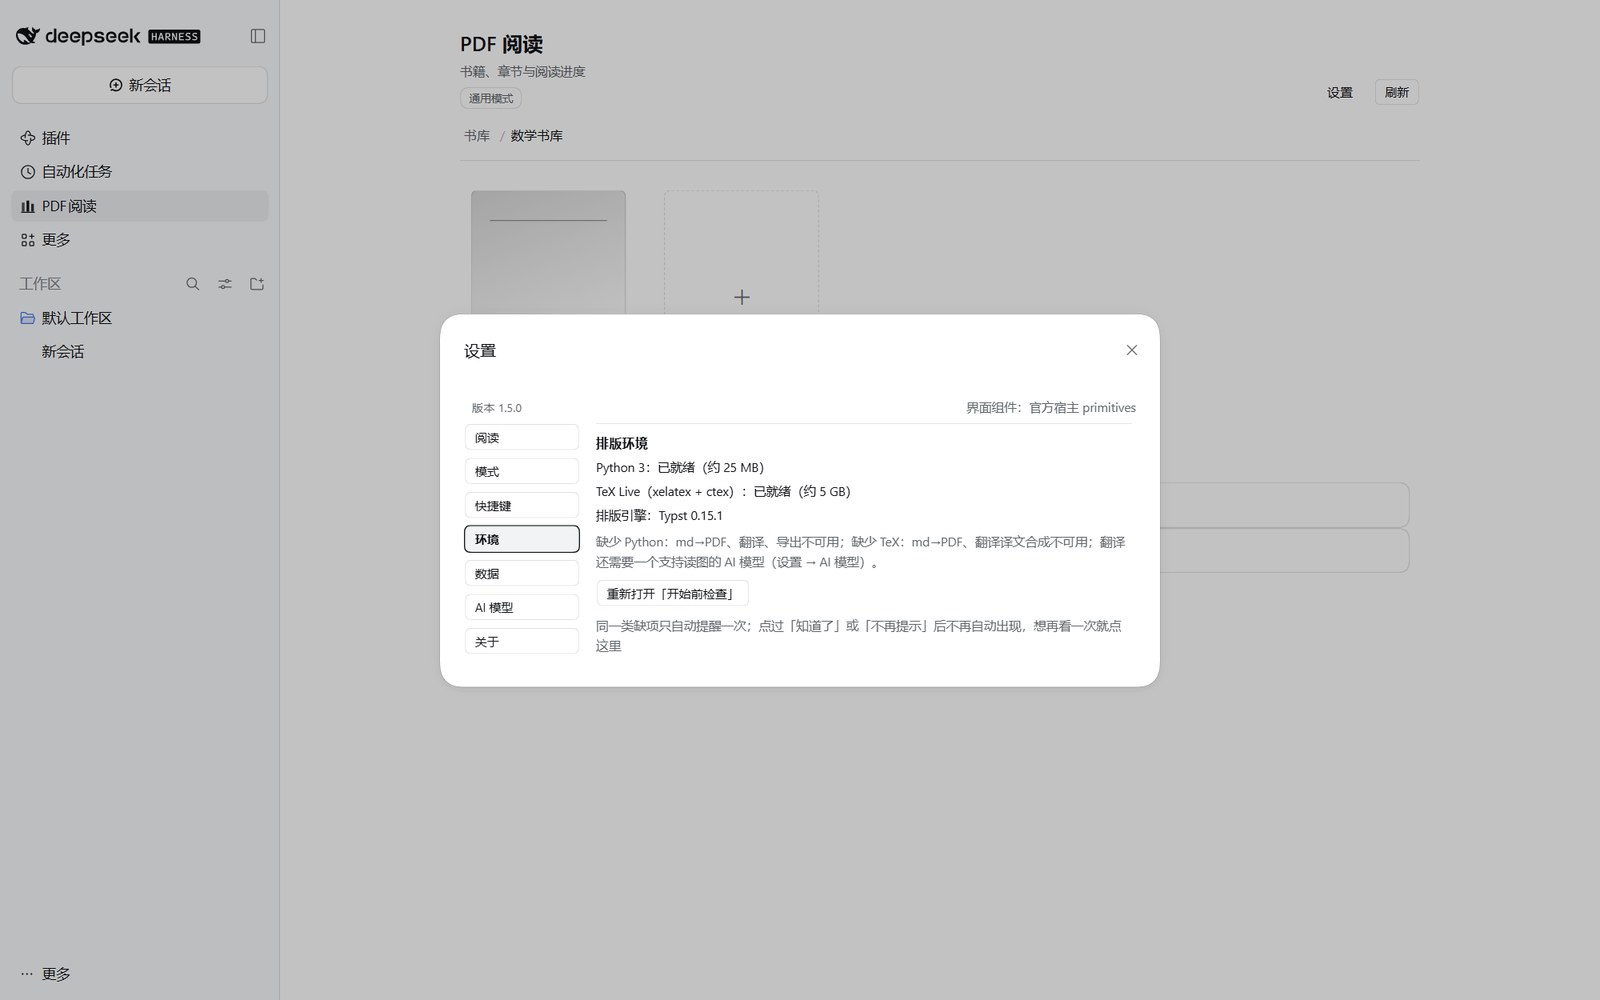 deepseek HARNESS
新会话
插件
自动化任务
PDF 阅读
更多
工作区
默认工作区
新会话
更多
PDF 阅读
书籍、章节与阅读进度
通用模式
设置
刷新
书库 / 数学书库
设置
版本 1.5.0
界面组件：官方宿主 primitives
阅读
模式
快捷键
环境
数据
AI 模型
关于
排版环境
Python 3：已就绪（约 25 MB）
TeX Live（xelatex + ctex）：已就绪（约 5 GB）
排版引擎：Typst 0.15.1
缺少 Python：md→PDF、翻译、导出不可用；缺少 TeX：md→PDF、翻译译文合成不可用；翻译
还需要一个支持读图的 AI 模型（设置 → AI 模型）。
重新打开「开始前检查」
同一类缺项只自动提醒一次；点过「知道了」或「不再提示」后不再自动出现，想再看一次就点
这里